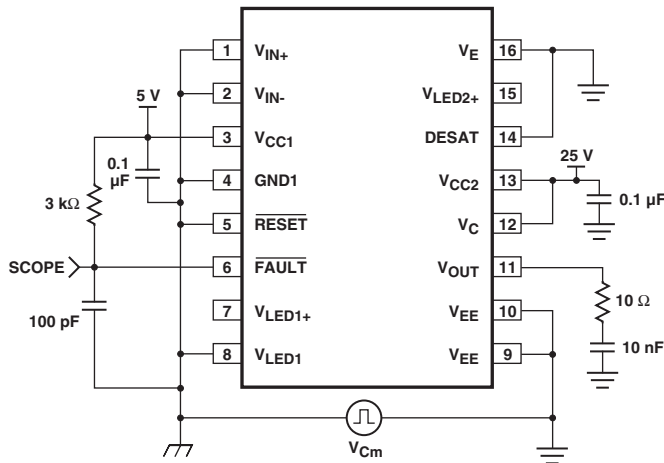 1 V_IN+
2 V_IN-
3 V_CC1
4 GND1
5 RESET
6 FAULT
7 V_LED1+
8 V_LED1
16 V_E
15 V_LED2+
14 DESAT
13 V_CC2
12 V_C
11 V_OUT
10 V_EE
9 V_EE
5 V
0.1
µF
3 kΩ
SCOPE
100 pF
25 V
0.1 µF
10 Ω
10 nF
V_Cm